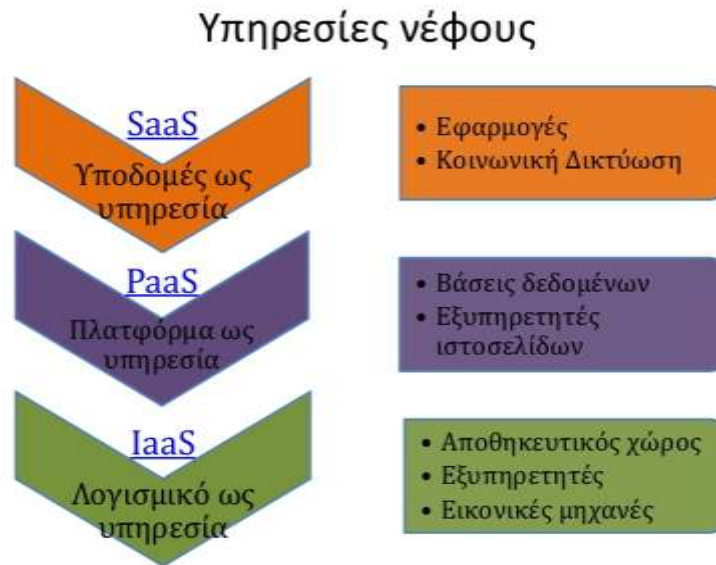 Υπηρεσίες νέφους
SaaS
Υποδομές ως
υπηρεσία
• Εφαρμογές
• Κοινωνική Δικτύωση
PaaS
Πλατφόρμα ως
υπηρεσία
• Βάσεις δεδομένων
• Εξυπηρετητές
ιστοσελίδων
IaaS
Λογισμικό ως
υπηρεσία
• Αποθηκευτικός χώρος
• Εξυπηρετητές
• Εικονικές μηχανές